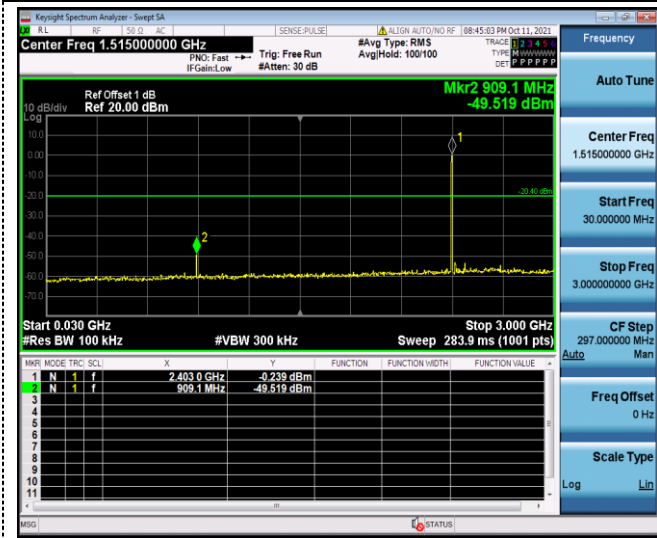 Keysight Spectrum Analyzer - Swept SA
RL RF 50 Ω AC SENSE:PULSE ALIGN AUTO/NO RF 08:45:03 PM Oct 11, 2021
Center Freq 1.515000000 GHz
PNO: Fast
IFGain:Low
Trig: Free Run
#Atten: 30 dB
#Avg Type: RMS
Avg|Hold: 100/100
TRACE 1 2 3 4 5 6
TYPE M W W W W W
DET P P P P P P
Mkr2 909.1 MHz
-49.519 dBm
Ref Offset 1 dB
Ref 20.00 dBm
10 dB/div
Log
10.0
0.00
-10.0
-20.0
-30.0
-40.0
-50.0
-60.0
-70.0
1
2
-20.40 dBm
Start 0.030 GHz Stop 3.000 GHz
#Res BW 100 kHz #VBW 300 kHz Sweep 283.9 ms (1001 pts)
MKR MODE TRC SCL X Y FUNCTION FUNCTION WIDTH FUNCTION VALUE
1 N 1 f 2.403 0 GHz -0.239 dBm
2 N 1 f 909.1 MHz -49.519 dBm
3
4
5
6
7
8
9
10
11
MSG STATUS
Frequency
Auto Tune
Center Freq
1.515000000 GHz
Start Freq
30.000000 MHz
Stop Freq
3.000000000 GHz
CF Step
297.000000 MHz
Auto Man
Freq Offset
0 Hz
Scale Type
Log Lin